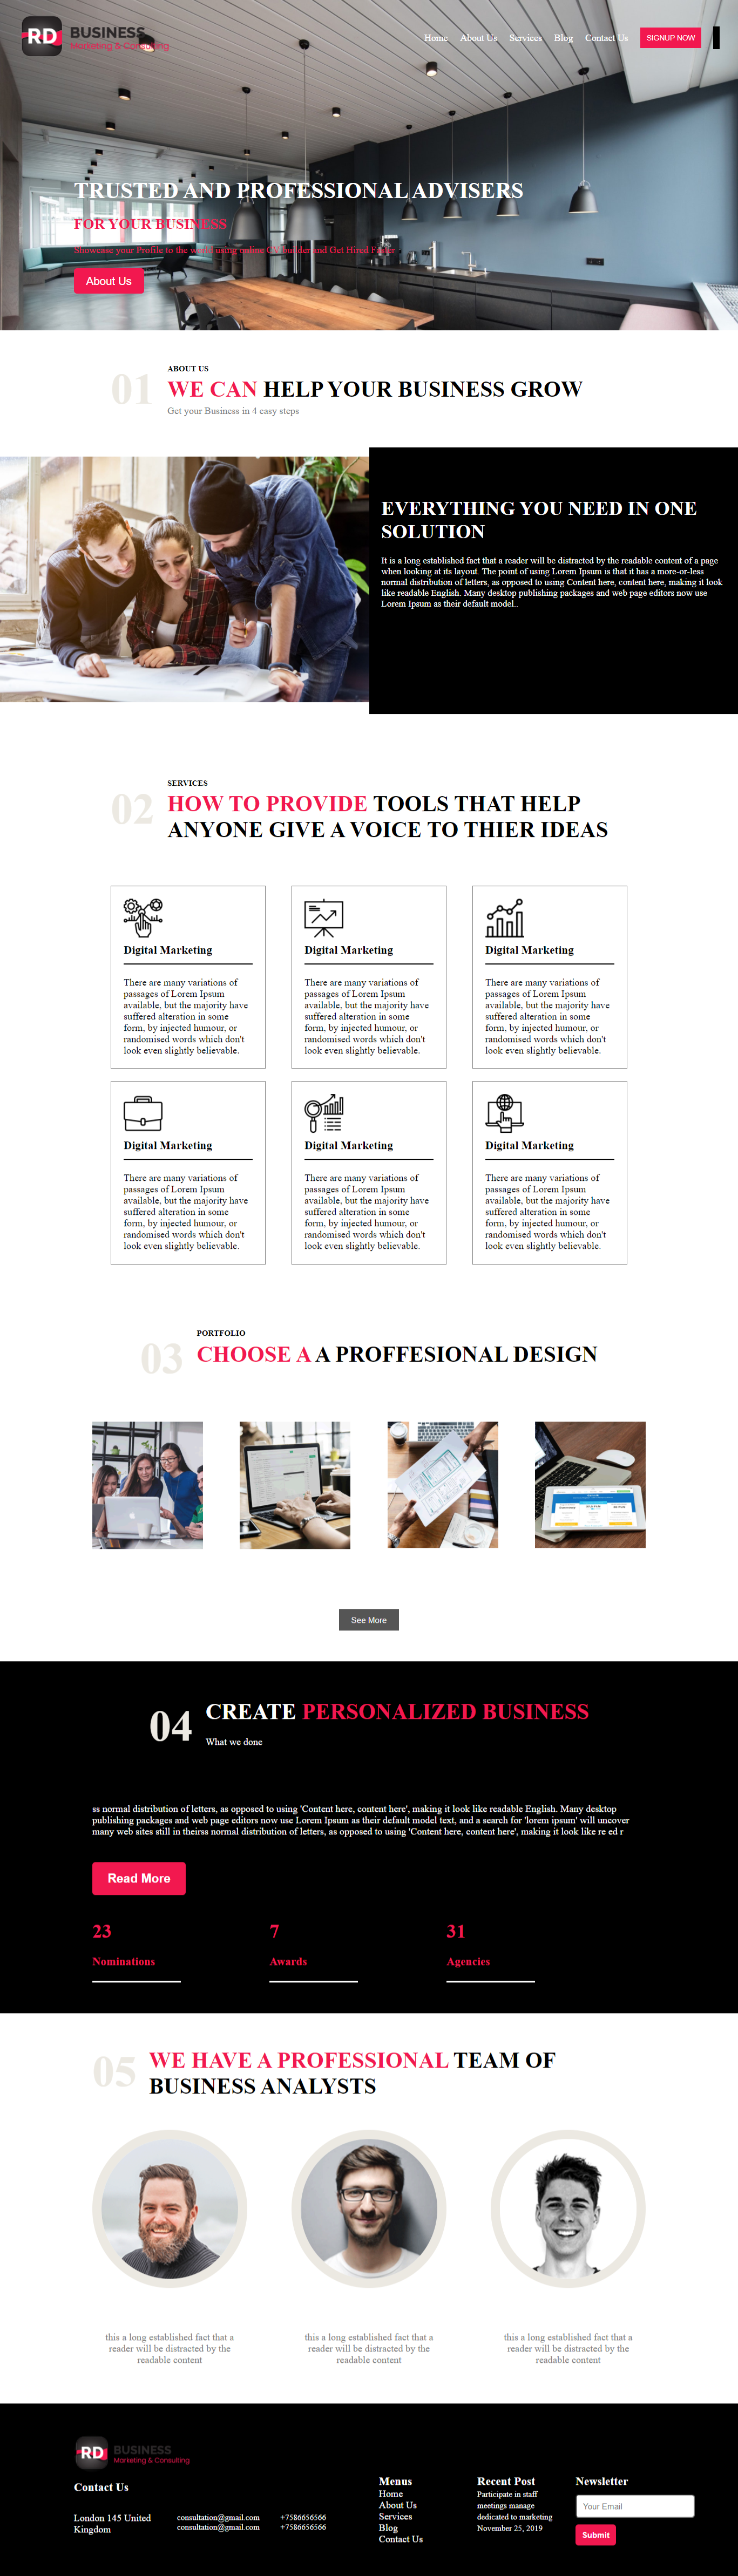 RD
BUSINESS
Marketing & Consulting
Home About Us Services Blog Contact Us SIGNUP NOW
TRUSTED AND PROFESSIONAL ADVISERS
FOR YOUR BUSINESS
Showcase your Profile to the world using online CV builder and Get Hired Faster
About Us
01
ABOUT US
WE CAN HELP YOUR BUSINESS GROW
Get your Business in 4 easy steps
EVERYTHING YOU NEED IN ONE
SOLUTION
It is a long established fact that a reader will be distracted by the readable content of a page
when looking at its layout. The point of using Lorem Ipsum is that it has a more-or-less
normal distribution of letters, as opposed to using Content here, content here, making it look
like readable English. Many desktop publishing packages and web page editors now use
Lorem Ipsum as their default model..
02
SERVICES
HOW TO PROVIDE TOOLS THAT HELP
ANYONE GIVE A VOICE TO THIER IDEAS
Digital Marketing
There are many variations of
passages of Lorem Ipsum
available, but the majority have
suffered alteration in some
form, by injected humour, or
randomised words which don't
look even slightly believable.
Digital Marketing
There are many variations of
passages of Lorem Ipsum
available, but the majority have
suffered alteration in some
form, by injected humour, or
randomised words which don't
look even slightly believable.
Digital Marketing
There are many variations of
passages of Lorem Ipsum
available, but the majority have
suffered alteration in some
form, by injected humour, or
randomised words which don't
look even slightly believable.
Digital Marketing
There are many variations of
passages of Lorem Ipsum
available, but the majority have
suffered alteration in some
form, by injected humour, or
randomised words which don't
look even slightly believable.
Digital Marketing
There are many variations of
passages of Lorem Ipsum
available, but the majority have
suffered alteration in some
form, by injected humour, or
randomised words which don't
look even slightly believable.
Digital Marketing
There are many variations of
passages of Lorem Ipsum
available, but the majority have
suffered alteration in some
form, by injected humour, or
randomised words which don't
look even slightly believable.
03
PORTFOLIO
CHOOSE A A PROFFESIONAL DESIGN
See More
04
CREATE PERSONALIZED BUSINESS
What we done
ss normal distribution of letters, as opposed to using 'Content here, content here', making it look like readable English. Many desktop
publishing packages and web page editors now use Lorem Ipsum as their default model text, and a search for 'lorem ipsum' will uncover
many web sites still in theirss normal distribution of letters, as opposed to using 'Content here, content here', making it look like re ed r
Read More
23
Nominations
7
Awards
31
Agencies
05
WE HAVE A PROFESSIONAL TEAM OF
BUSINESS ANALYSTS
this a long established fact that a
reader will be distracted by the
readable content
this a long established fact that a
reader will be distracted by the
readable content
this a long established fact that a
reader will be distracted by the
readable content
RD
BUSINESS
Marketing & Consulting
Contact Us
London 145 United
Kingdom
consultation@gmail.com
consultation@gmail.com
+7586656566
+7586656566
Menus
Home
About Us
Services
Blog
Contact Us
Recent Post
Participate in staff
meetings manage
dedicated to marketing
November 25, 2019
Newsletter
Your Email
Submit